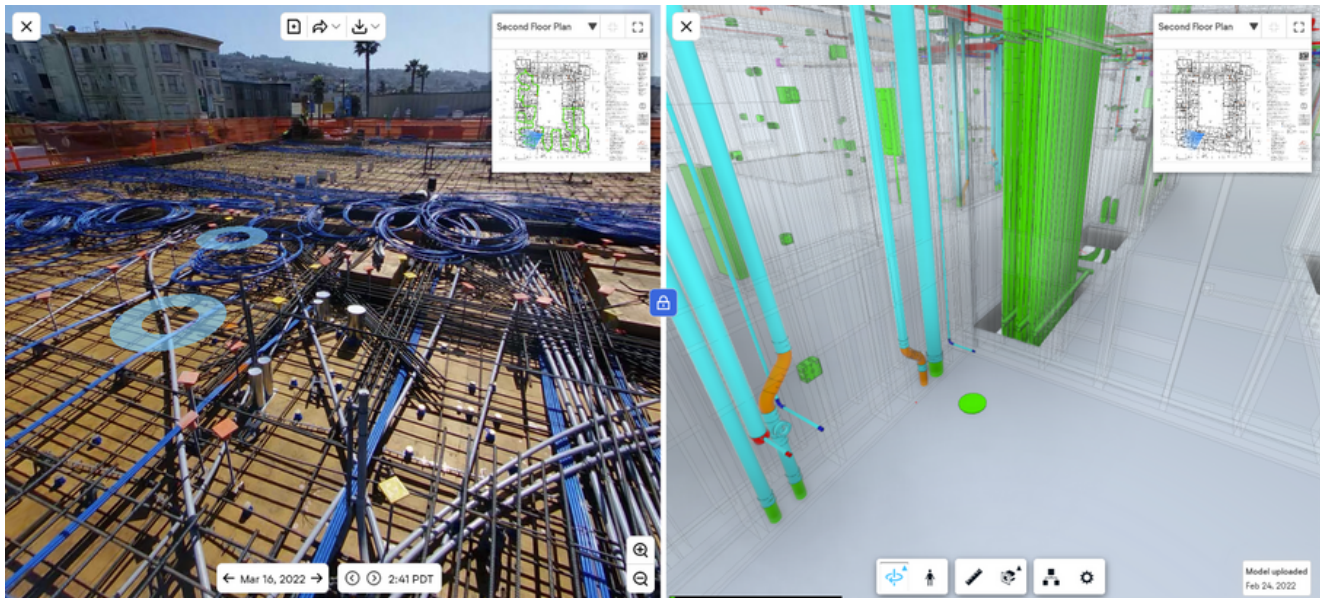 Second Floor Plan
Mar 16, 2022
2:41 PDT
Second Floor Plan
Model uploaded
Feb 24, 2022